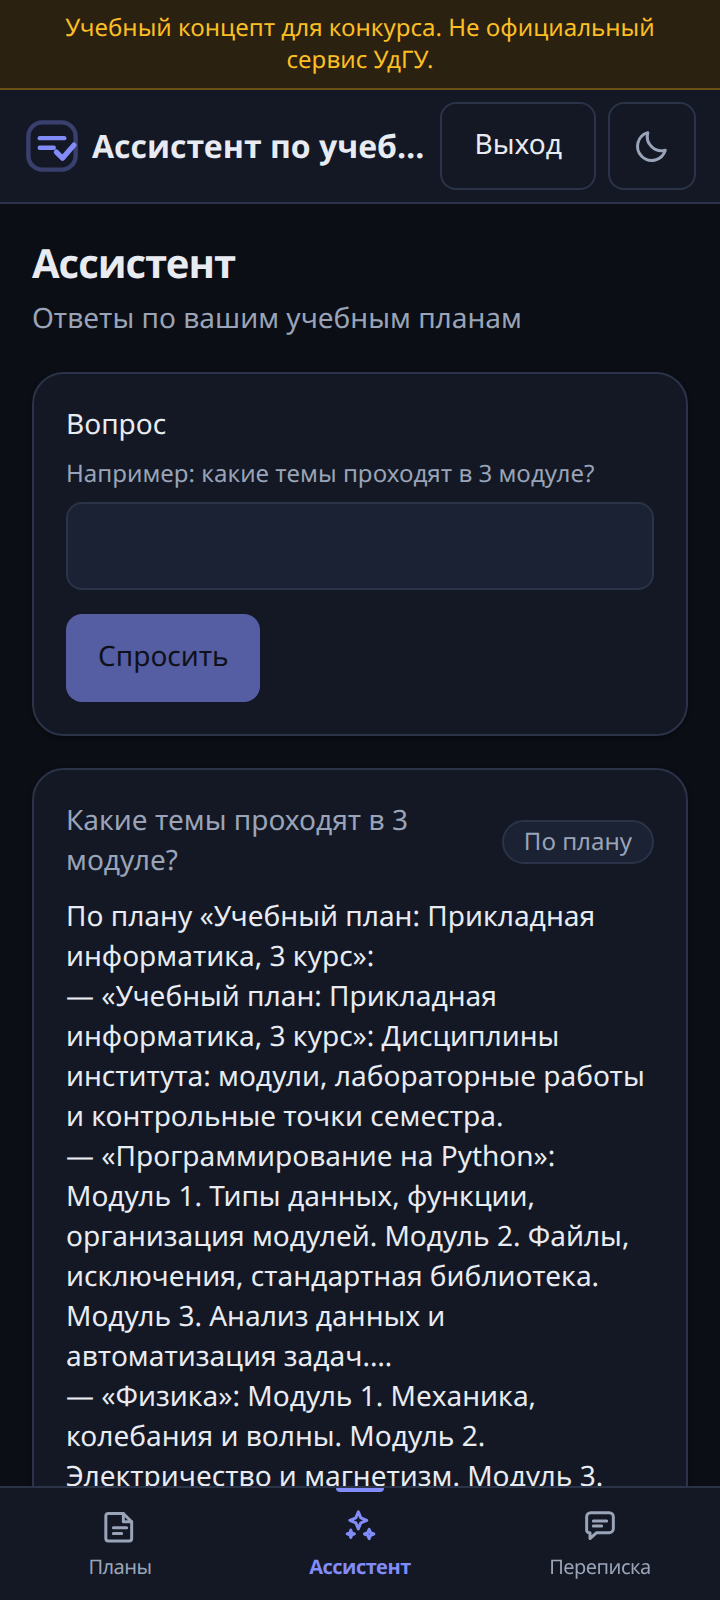 Учебный концепт для конкурса. Не официальный
сервис УдГУ.
Ассистент по учеб...
Выход
Ассистент
Ответы по вашим учебным планам
Вопрос
Например: какие темы проходят в 3 модуле?
Спросить
Какие темы проходят в 3
модуле?
По плану
По плану «Учебный план: Прикладная
информатика, 3 курс»:
— «Учебный план: Прикладная
информатика, 3 курс»: Дисциплины
института: модули, лабораторные работы
и контрольные точки семестра.
— «Программирование на Python»:
Модуль 1. Типы данных, функции,
организация модулей. Модуль 2. Файлы,
исключения, стандартная библиотека.
Модуль 3. Анализ данных и
автоматизация задач....
— «Физика»: Модуль 1. Механика,
колебания и волны. Модуль 2.
Электричество и магнетизм. Модуль 3.
Планы
Ассистент
Переписка